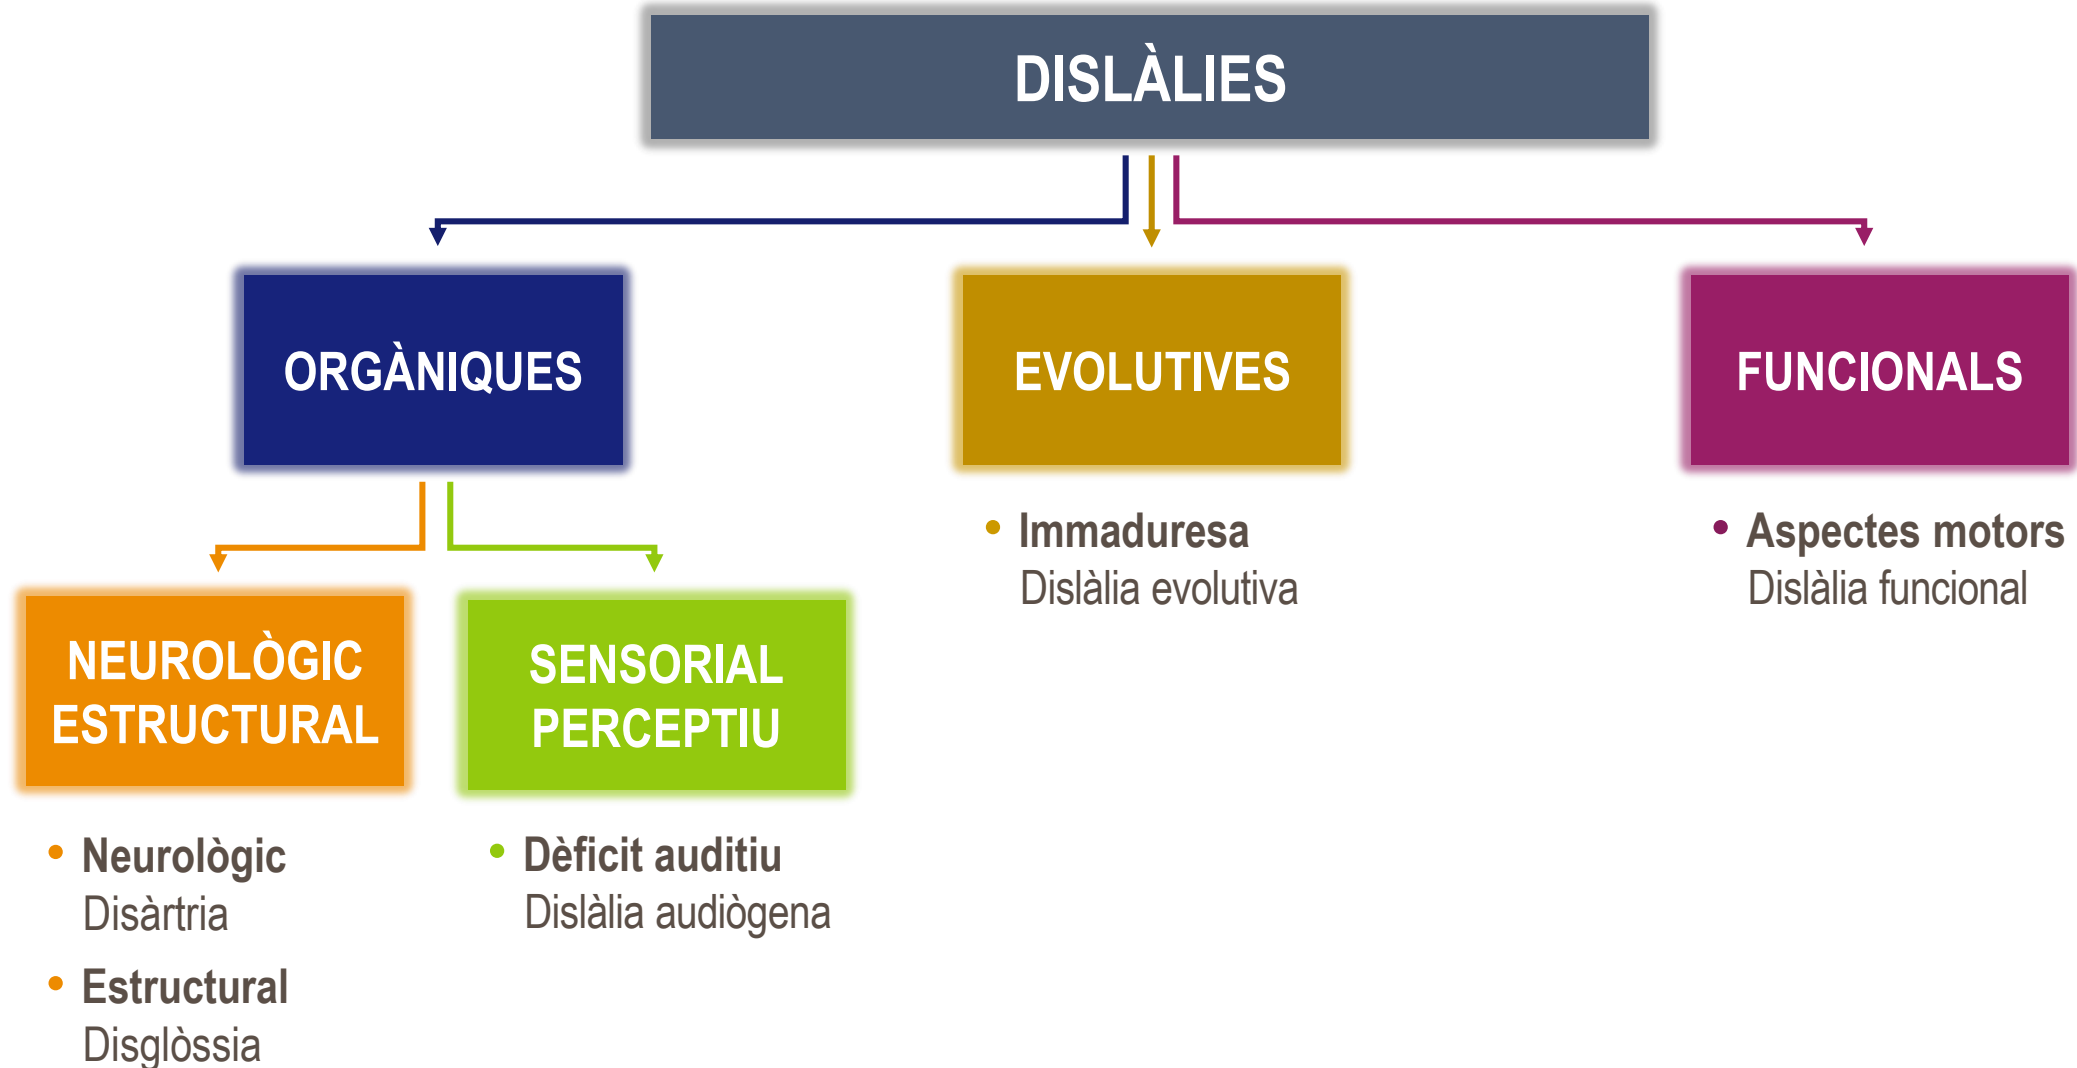 DISLÀLIES
ORGÀNIQUES
EVOLUTIVES
FUNCIONALS
• Immaduresa
Dislàlia evolutiva
• Aspectes motors
Dislàlia funcional
NEUROLÒGIC
ESTRUCTURAL
SENSORIAL
PERCEPTIU
• Neurològic
Disàrtria
• Estructural
Disglòssia
• Dèficit auditiu
Dislàlia audiògena